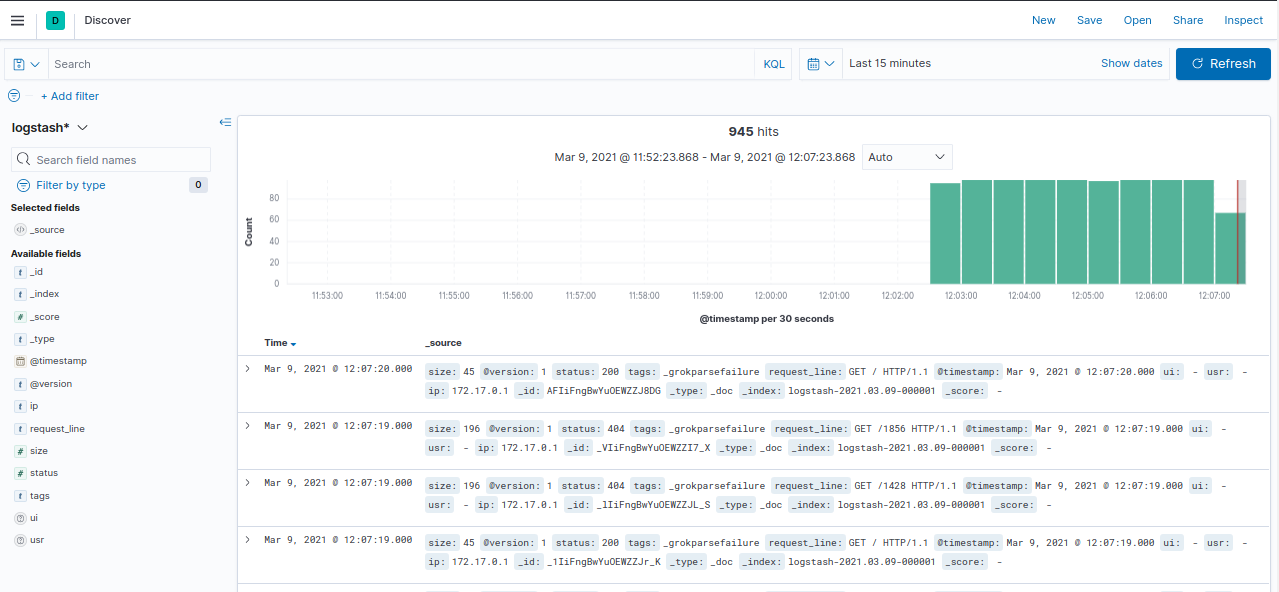 D Discover New Save Open Share Inspect
Search KQL Last 15 minutes Show dates Refresh
+ Add filter
logstash*
Search field names
Filter by type 0
Selected fields
_source
Available fields
t _id
t _index
# _score
t _type
@timestamp
t @version
t ip
t request_line
# size
# status
t tags
? ui
? usr
945 hits
Mar 9, 2021 @ 11:52:23.868 - Mar 9, 2021 @ 12:07:23.868 Auto
Count
80
60
40
20
0
11:53:00 11:54:00 11:55:00 11:56:00 11:57:00 11:58:00 11:59:00 12:00:00 12:01:00 12:02:00 12:03:00 12:04:00 12:05:00 12:06:00 12:07:00
@timestamp per 30 seconds
Time _source
Mar 9, 2021 @ 12:07:20.000 size: 45 @version: 1 status: 200 tags: _grokparsefailure request_line: GET / HTTP/1.1 @timestamp: Mar 9, 2021 @ 12:07:20.000 ui: - usr: -
ip: 172.17.0.1 _id: AFIiFngBwYuOEWZZJ8DG _type: _doc _index: logstash-2021.03.09-000001 _score: -
Mar 9, 2021 @ 12:07:19.000 size: 196 @version: 1 status: 404 tags: _grokparsefailure request_line: GET /1856 HTTP/1.1 @timestamp: Mar 9, 2021 @ 12:07:19.000 ui: -
usr: - ip: 172.17.0.1 _id: _VIiFngBwYuOEWZZI7_X _type: _doc _index: logstash-2021.03.09-000001 _score: -
Mar 9, 2021 @ 12:07:19.000 size: 196 @version: 1 status: 404 tags: _grokparsefailure request_line: GET /1428 HTTP/1.1 @timestamp: Mar 9, 2021 @ 12:07:19.000 ui: -
usr: - ip: 172.17.0.1 _id: _lIiFngBwYuOEWZZJL_S _type: _doc _index: logstash-2021.03.09-000001 _score: -
Mar 9, 2021 @ 12:07:19.000 size: 45 @version: 1 status: 200 tags: _grokparsefailure request_line: GET / HTTP/1.1 @timestamp: Mar 9, 2021 @ 12:07:19.000 ui: - usr: -
ip: 172.17.0.1 _id: _1IiFngBwYuOEWZZJr_K _type: _doc _index: logstash-2021.03.09-000001 _score: -